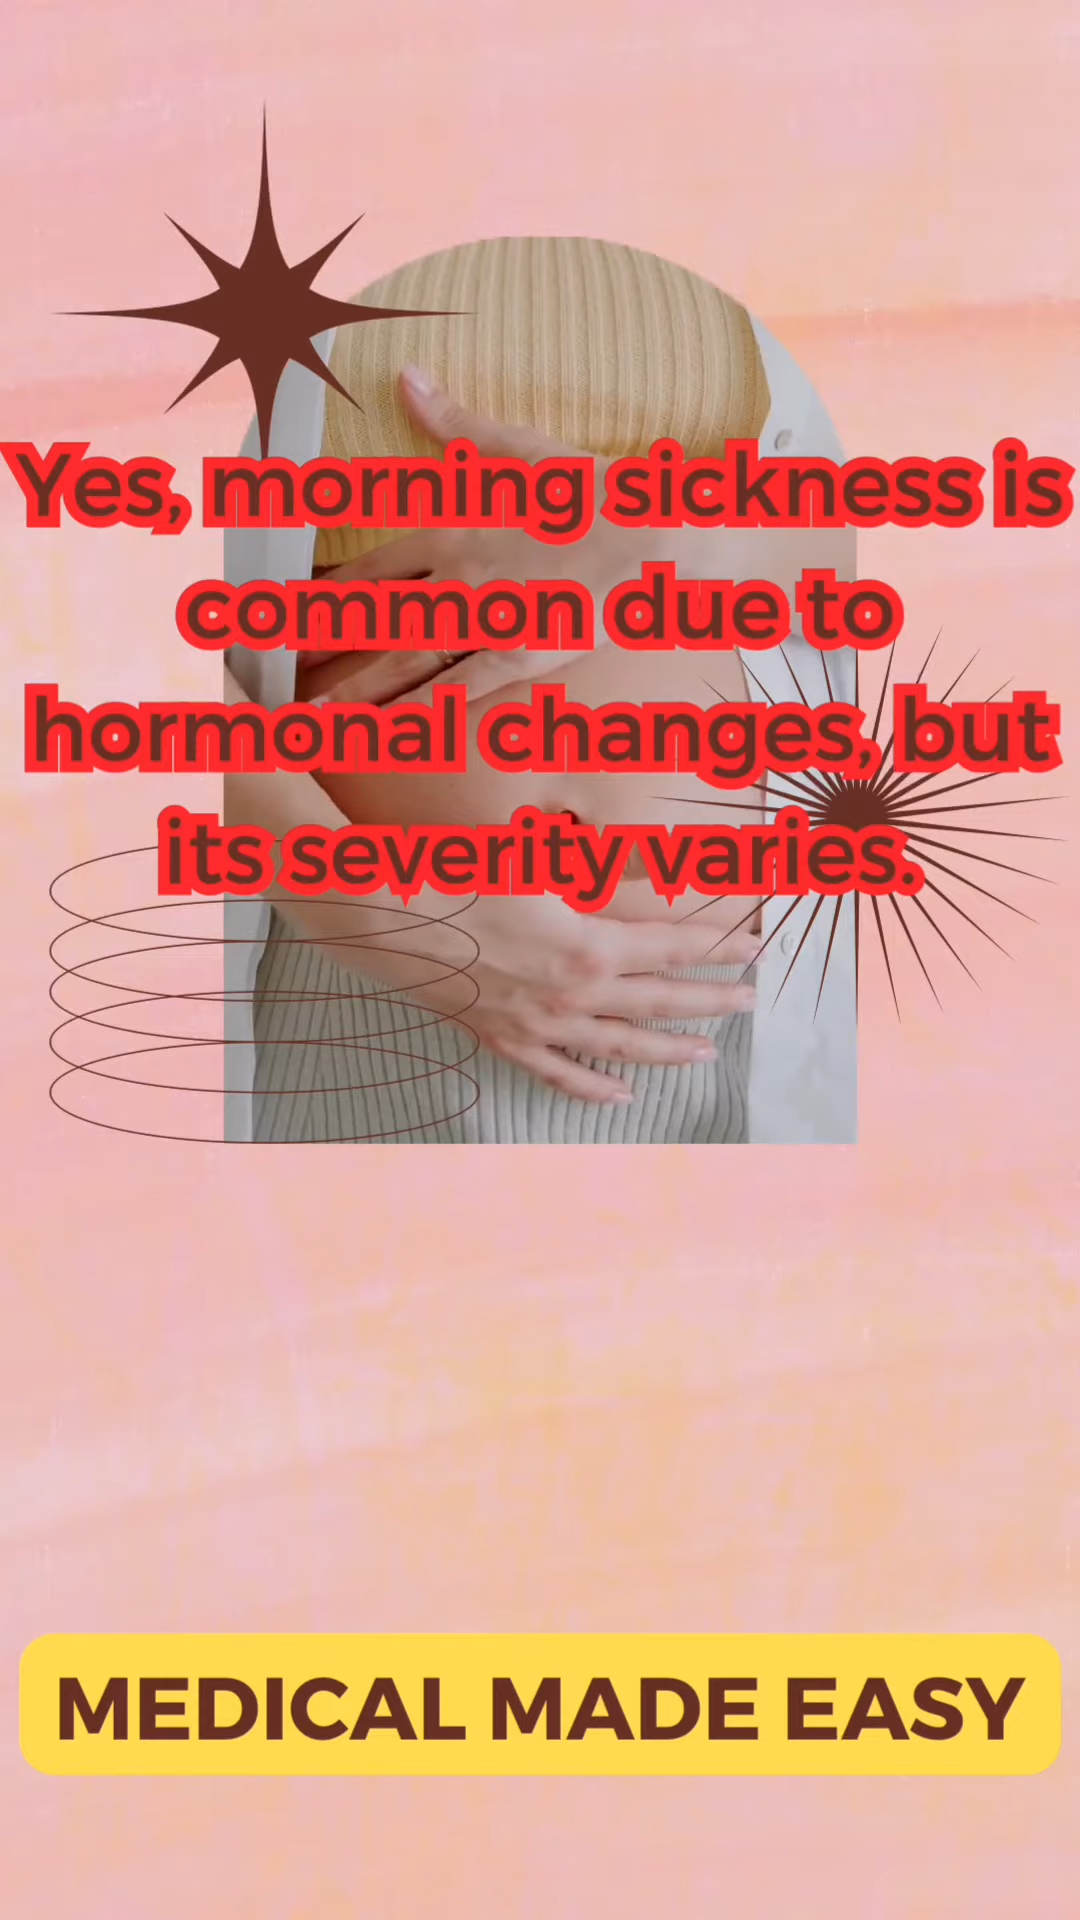 Yes, morning sickness is
common due to
hormonal changes, but
its severity varies.
MEDICAL MADE EASY